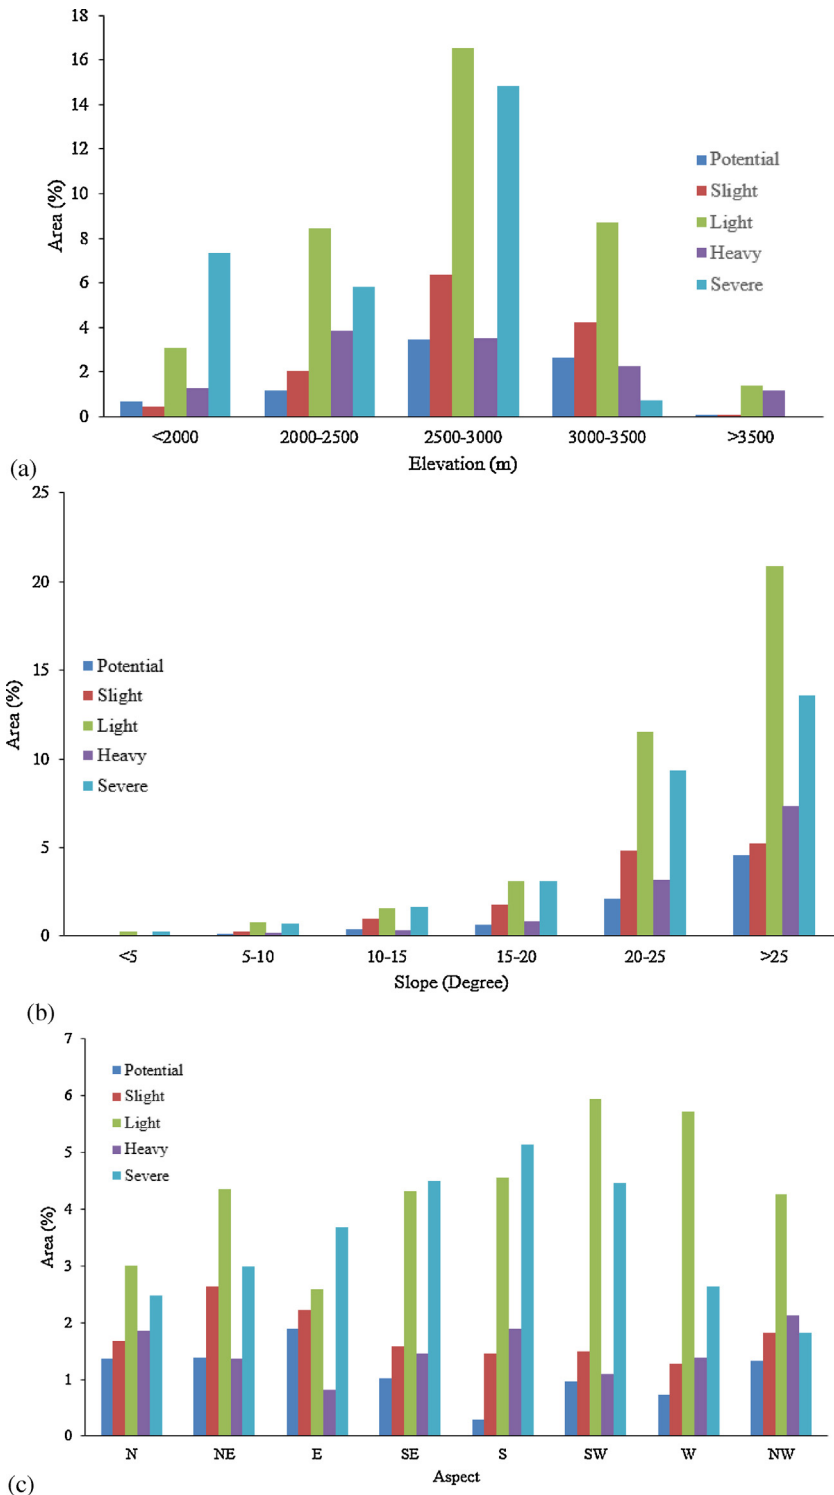 18
16
14
12
10
8
6
4
2
0
Area (%)
Potential
Slight
Light
Heavy
Severe
<2000 2000-2500 2500-3000 3000-3500 >3500
Elevation (m)
(a)
25
20
15
10
5
0
Area (%)
Potential
Slight
Light
Heavy
Severe
<5 5-10 10-15 15-20 20-25 >25
Slope (Degree)
(b)
7
6
5
4
3
2
1
0
Area (%)
Potential
Slight
Light
Heavy
Severe
N NE E SE S SW W NW
Aspect
(c)